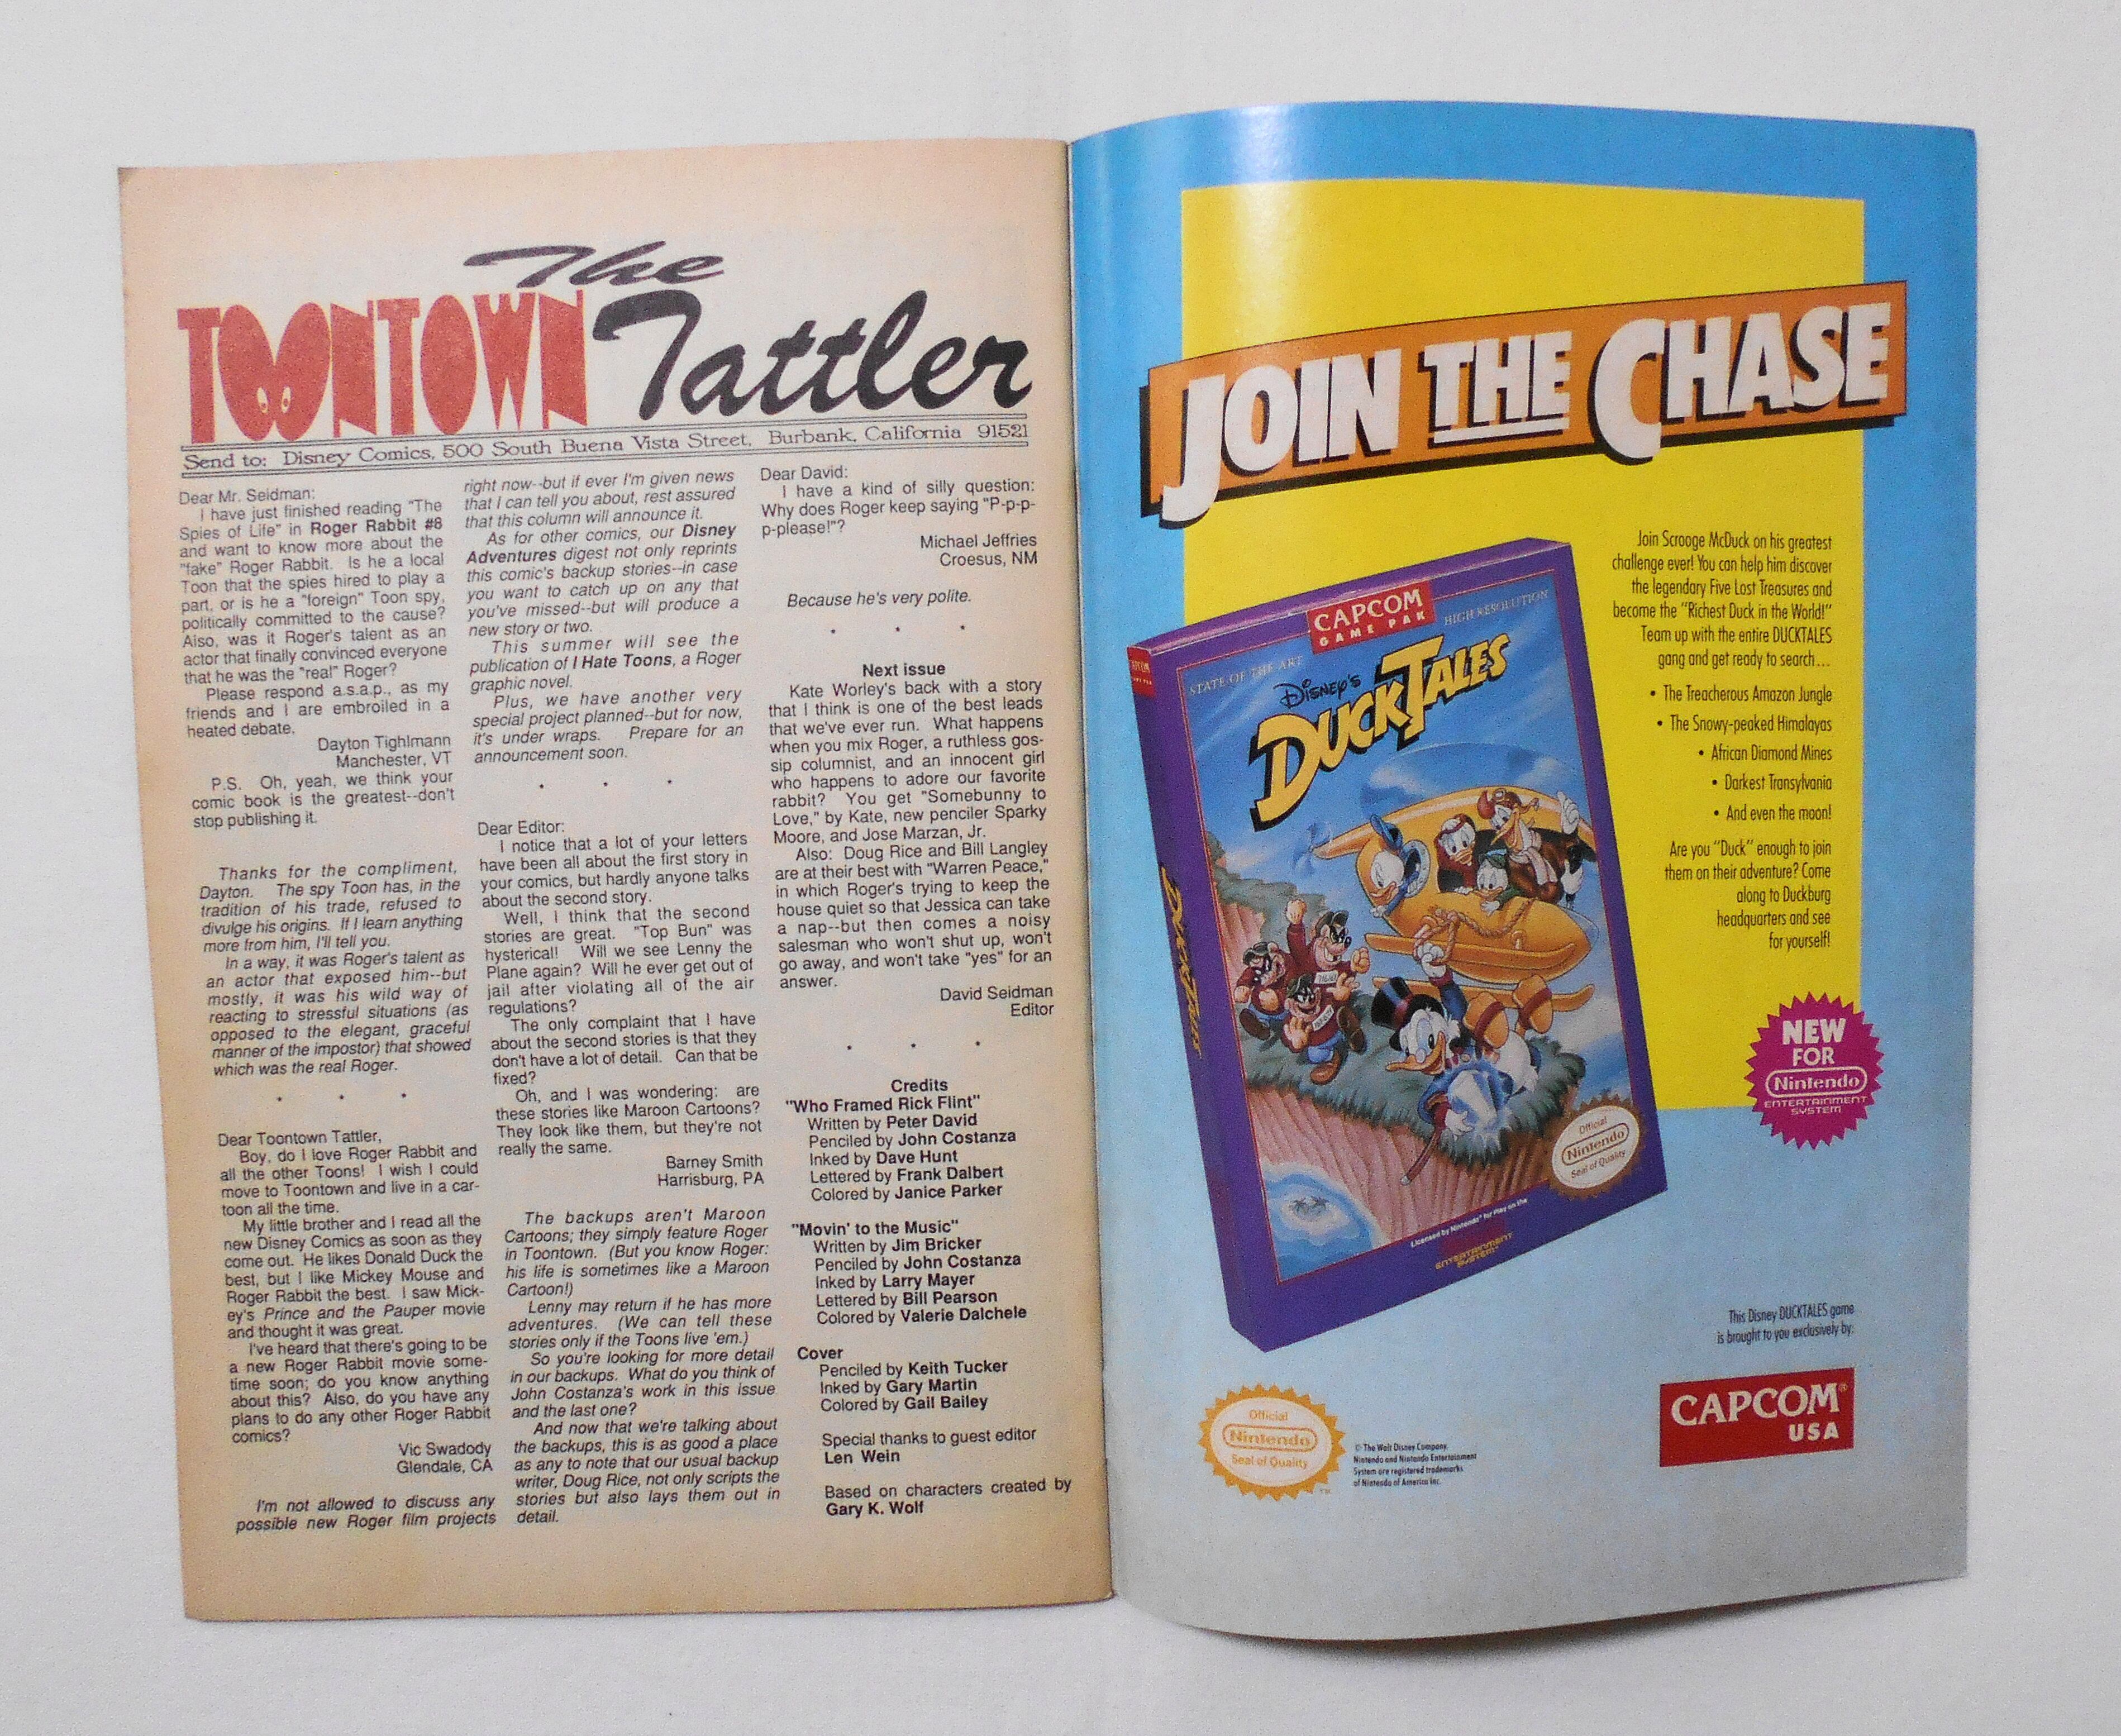 The
TOONTOWN Tattler
Send to: Disney Comics, 500 South Buena Vista Street, Burbank, California 91521
Dear Mr. Seidman:
I have just finished reading "The
Spies of Life" in Roger Rabbit #8
and want to know more about the
"fake" Roger Rabbit. Is he a local
Toon that the spies hired to play a
part, or is he a "foreign" Toon spy,
politically committed to the cause?
Also, was it Roger's talent as an
actor that finally convinced everyone
that he was the "real" Roger?
Please respond a.s.a.p., as my
friends and I are embroiled in a
heated debate.
Dayton Tighlmann
Manchester, VT
P.S. Oh, yeah, we think your
comic book is the greatest--don't
stop publishing it.
Thanks for the compliment,
Dayton. The spy Toon has, in the
tradition of his trade, refused to
divulge his origins. If I learn anything
more from him, I'll tell you.
In a way, it was Roger's talent as
an actor that exposed him--but
mostly, it was his wild way of
reacting to stressful situations (as
opposed to the elegant, graceful
manner of the impostor) that showed
which was the real Roger.
* * *
Dear Toontown Tattler,
Boy, do I love Roger Rabbit and
all the other Toons! I wish I could
move to Toontown and live in a car-
toon all the time.
My little brother and I read all the
new Disney Comics as soon as they
come out. He likes Donald Duck the
best, but I like Mickey Mouse and
Roger Rabbit the best. I saw Mick-
ey's Prince and the Pauper movie
and thought it was great.
I've heard that there's going to be
a new Roger Rabbit movie some-
time soon; do you know anything
about this? Also, do you have any
plans to do any other Roger Rabbit
comics?
Vic Swadody
Glendale, CA
I'm not allowed to discuss any
possible new Roger film projects
right now--but if ever I'm given news
that I can tell you about, rest assured
that this column will announce it.
As for other comics, our Disney
Adventures digest not only reprints
this comic's backup stories--in case
you want to catch up on any that
you've missed--but will produce a
new story or two.
This summer will see the
publication of I Hate Toons, a Roger
graphic novel.
Plus, we have another very
special project planned--but for now,
it's under wraps. Prepare for an
announcement soon.
* * *
Dear Editor:
I notice that a lot of your letters
have been all about the first story in
your comics, but hardly anyone talks
about the second story.
Well, I think that the second
stories are great. "Top Bun" was
hysterical! Will we see Lenny the
Plane again? Will he ever get out of
jail after violating all of the air
regulations?
The only complaint that I have
about the second stories is that they
don't have a lot of detail. Can that be
fixed?
Oh, and I was wondering: are
these stories like Maroon Cartoons?
They look like them, but they're not
really the same.
Barney Smith
Harrisburg, PA
The backups aren't Maroon
Cartoons; they simply feature Roger
in Toontown. (But you know Roger:
his life is sometimes like a Maroon
Cartoon!)
Lenny may return if he has more
adventures. (We can tell these
stories only if the Toons live 'em.)
So you're looking for more detail
in our backups. What do you think of
John Costanza's work in this issue
and the last one?
And now that we're talking about
the backups, this is as good a place
as any to note that our usual backup
writer, Doug Rice, not only scripts the
stories but also lays them out in
detail.
Dear David:
I have a kind of silly question:
Why does Roger keep saying "P-p-p-
p-please!"?
Michael Jeffries
Croesus, NM
Because he's very polite.
* * *
Next issue
Kate Worley's back with a story
that I think is one of the best leads
that we've ever run. What happens
when you mix Roger, a ruthless gos-
sip columnist, and an innocent girl
who happens to adore our favorite
rabbit? You get "Somebunny to
Love," by Kate, new penciler Sparky
Moore, and Jose Marzan, Jr.
Also: Doug Rice and Bill Langley
are at their best with "Warren Peace,"
in which Roger's trying to keep the
house quiet so that Jessica can take
a nap--but then comes a noisy
salesman who won't shut up, won't
go away, and won't take "yes" for an
answer.
David Seidman
Editor
* * *
Credits
"Who Framed Rick Flint"
Written by Peter David
Penciled by John Costanza
Inked by Dave Hunt
Lettered by Frank Dalbert
Colored by Janice Parker
"Movin' to the Music"
Written by Jim Bricker
Penciled by John Costanza
Inked by Larry Mayer
Lettered by Bill Pearson
Colored by Valerie Dalchele
Cover
Penciled by Keith Tucker
Inked by Gary Martin
Colored by Gail Bailey
Special thanks to guest editor
Len Wein
Based on characters created by
Gary K. Wolf
JOIN THE CHASE
Join Scrooge McDuck on his greatest
challenge ever! You can help him discover
the legendary Five Lost Treasures and
become the "Richest Duck in the World!"
Team up with the entire DUCKTALES
gang and get ready to search...
• The Treacherous Amazon Jungle
• The Snowy-peaked Himalayas
• African Diamond Mines
• Darkest Transylvania
• And even the moon!
Are you "Duck" enough to join
them on their adventure? Come
along to Duckburg
headquarters and see
for yourself!
CAPCOM
GAME PAK
STATE OF THE ART
HIGH RESOLUTION
DISNEY'S
DUCKTALES
CAPCOM
GAME PAK
DUCKTALES
Official
Nintendo
Seal of Quality
Licensed by Nintendo® for Play on the
ENTERTAINMENT
SYSTEM®
NEW
FOR
Nintendo
ENTERTAINMENT
SYSTEM
This Disney DUCKTALES game
is brought to you exclusively by:
CAPCOM®
USA
Official
Nintendo
Seal of Quality
TM
© The Walt Disney Company.
Nintendo and Nintendo Entertainment
System are registered trademarks
of Nintendo of America Inc.